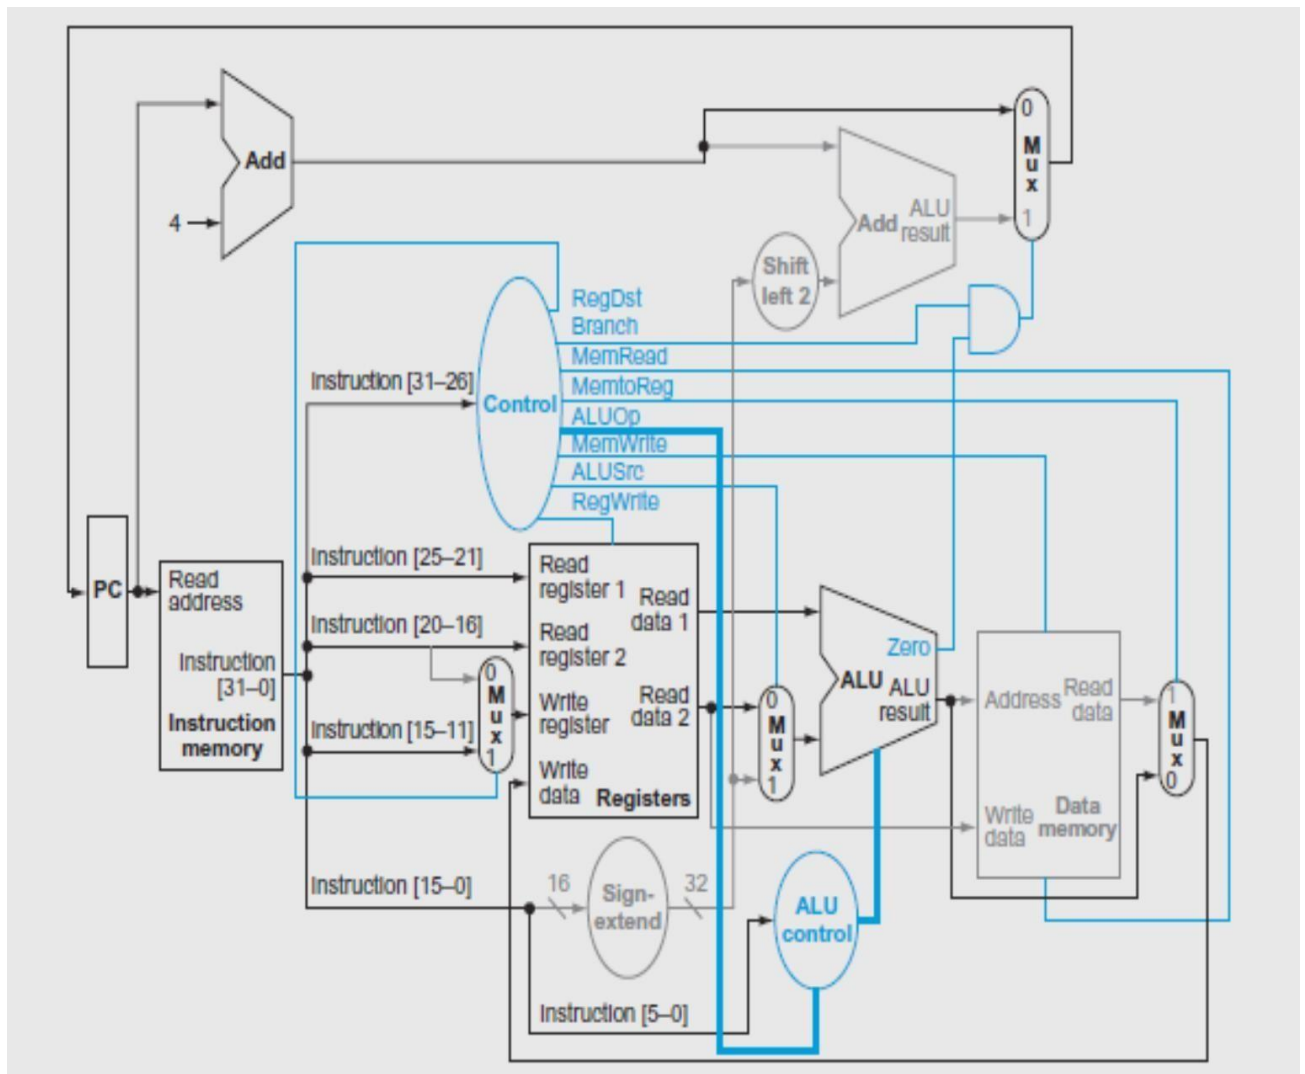 0
M
u
x
1
Add
4
Add
ALU
result
Shift
left 2
RegDst
Branch
MemRead
MemtoReg
ALUOp
MemWrite
ALUSrc
RegWrite
Control
Instruction [31–26]
Instruction [25–21]
Instruction [20–16]
Instruction [15–11]
Instruction [15–0]
Instruction [5–0]
PC
Read
address
Instruction
[31–0]
Instruction
memory
0
M
u
x
1
Read
register 1
Read
register 2
Write
register
Write
data
Read
data 1
Read
data 2
Registers
0
M
u
x
1
Zero
ALU
ALU
result
Address
Read
data
Write
data
Data
memory
1
M
u
x
0
16
Sign-
extend
32
ALU
control